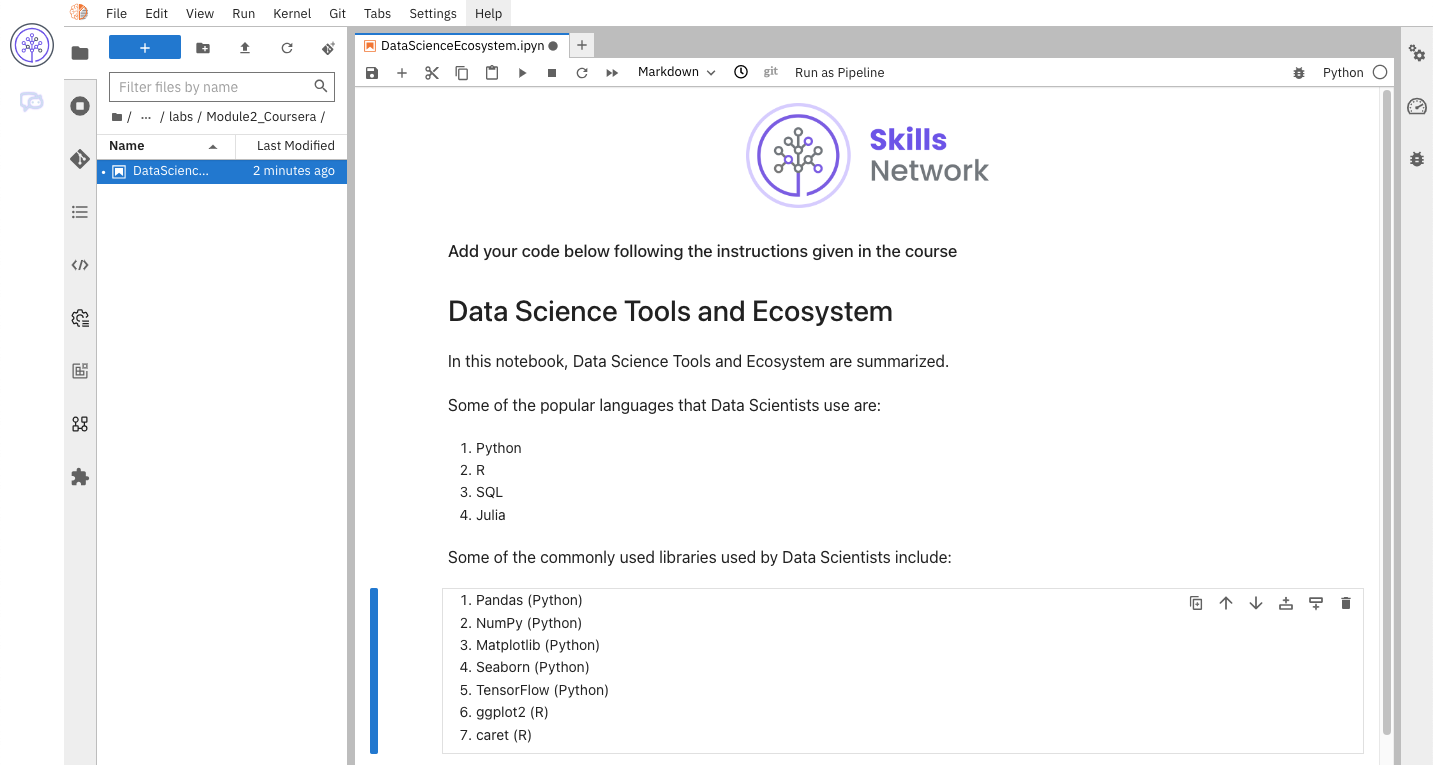 File Edit View Run Kernel Git Tabs Settings Help
DataScienceEcosystem.ipyn
Markdown git Run as Pipeline Python
Filter files by name
/ ... / labs / Module2_Coursera /
Name Last Modified
DataScienc... 2 minutes ago
Skills
Network
Add your code below following the instructions given in the course
Data Science Tools and Ecosystem
In this notebook, Data Science Tools and Ecosystem are summarized.
Some of the popular languages that Data Scientists use are:
1. Python
2. R
3. SQL
4. Julia
Some of the commonly used libraries used by Data Scientists include:
1. Pandas (Python)
2. NumPy (Python)
3. Matplotlib (Python)
4. Seaborn (Python)
5. TensorFlow (Python)
6. ggplot2 (R)
7. caret (R)